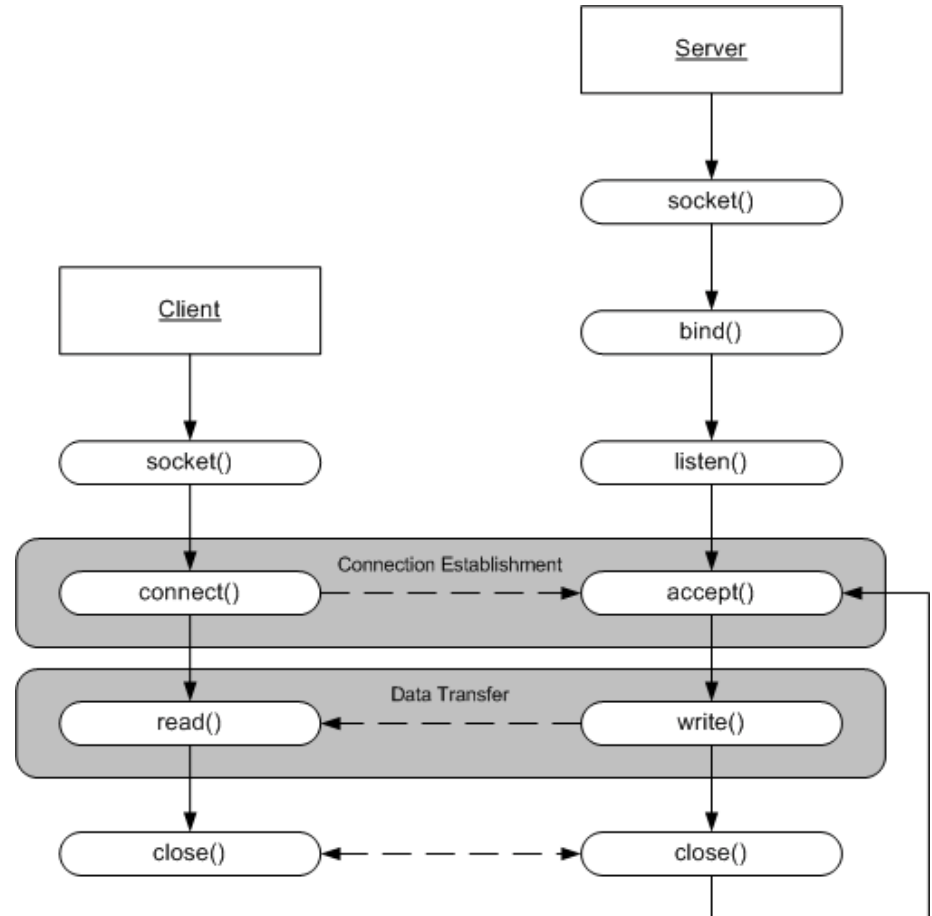 Server
socket()
bind()
Client
socket()
listen()
Connection Establishment
connect()
accept()
Data Transfer
read()
write()
close()
close()